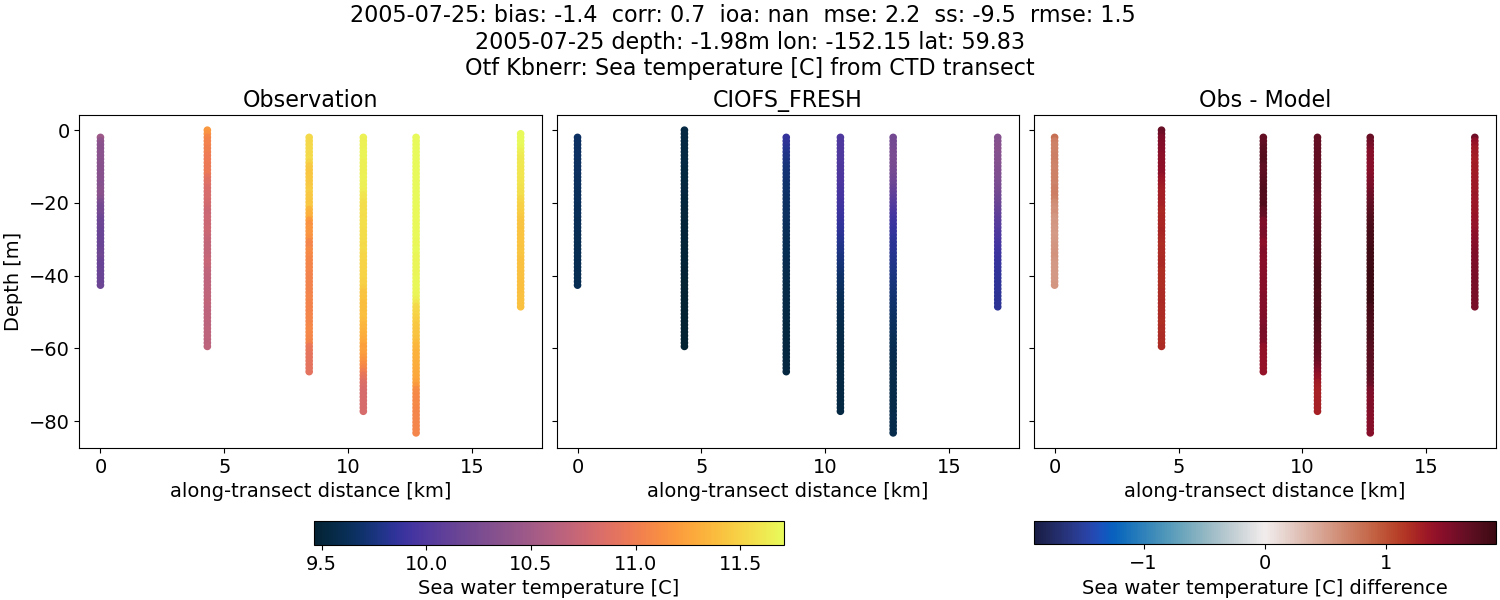 2005-07-25: bias: -1.4  corr: 0.7  ioa: nan  mse: 2.2  ss: -9.5  rmse: 1.5
2005-07-25 depth: -1.98m lon: -152.15 lat: 59.83
Otf Kbnerr: Sea temperature [C] from CTD transect
Observation
CIOFS_FRESH
Obs - Model
Depth [m]
0
−20
−40
−60
−80
0 5 10 15
0 5 10 15
0 5 10 15
along-transect distance [km]
along-transect distance [km]
along-transect distance [km]
9.5 10.0 10.5 11.0 11.5
Sea water temperature [C]
−1 0 1
Sea water temperature [C] difference